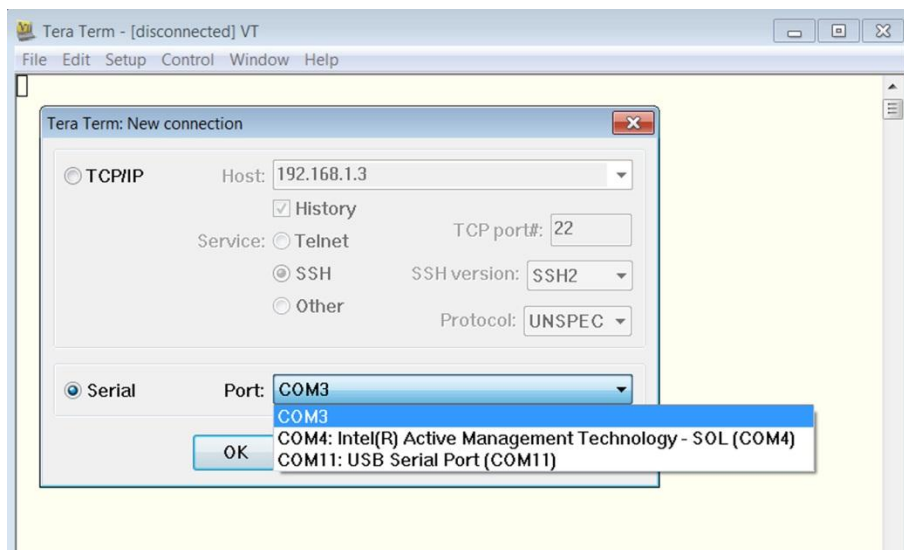 Tera Term - [disconnected] VT
File Edit Setup Control Window Help
Tera Term: New connection
TCP/IP Host: 192.168.1.3
History
Service: Telnet TCP port#: 22
SSH SSH version: SSH2
Other Protocol: UNSPEC
Serial Port: COM3
COM3
COM4: Intel(R) Active Management Technology - SOL (COM4)
OK COM11: USB Serial Port (COM11)